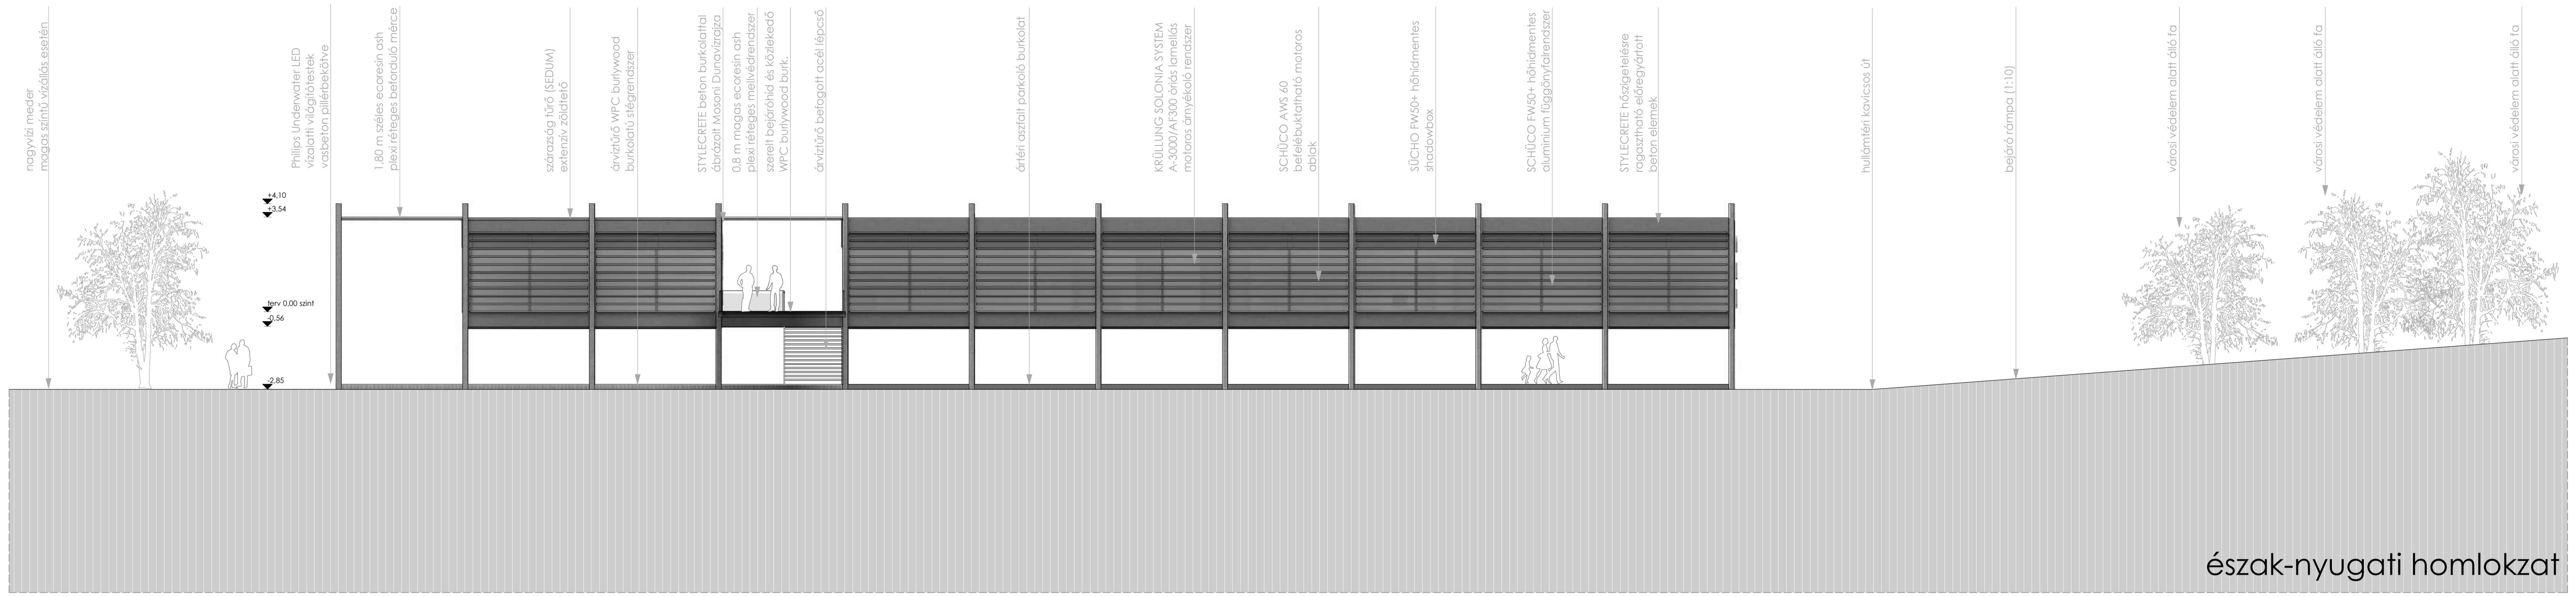 nagyvízi meder
magas szintű vízállás esetén
Philips Underwater LED
vízalatti világítótestek
vasbeton pillérbekötve
1,80 m széles ecoresin ash
plexi réteges beforduló mérce
szárazság tűrő (SEDUM)
extenzív zöldtető
árvíztűrő WPC burlywood
burkolatú stégrendszer
STYLECRETE beton burkolattal
ábrázolt Mosoni Dunavízrajza
0,8 m magas ecoresin ash
plexi réteges mellvédrendszer
szerelt bejáróhíd és közlekedő
WPC burlywood burk.
árvíztűrő befogott acél lépcső
ártéri aszfalt parkoló burkolat
KRÜLLUNG SOLONIA SYSTEM
A-3000/AF300 óriás lamellás
motoros árnyékoló rendszer
SCHÜCO AWS 60
befelébuktatható motoros
ablak
SÜCHO FW50+ hőhídmentes
shadowbox
SCHÜCO FW50+ hőhídmentes
aluminium függönyfalrendszer
STYLECRETE hőszigetelésre
ragasztható előregyártott
beton elemek
hullámtéri kavicsos út
bejáró rámpa (1:10)
városi védelem alatt álló fa
városi védelem alatt álló fa
városi védelem alatt álló fa
+4,10
+3,54
terv 0,00 szint
-0,56
-2,85
észak-nyugati homlokzat